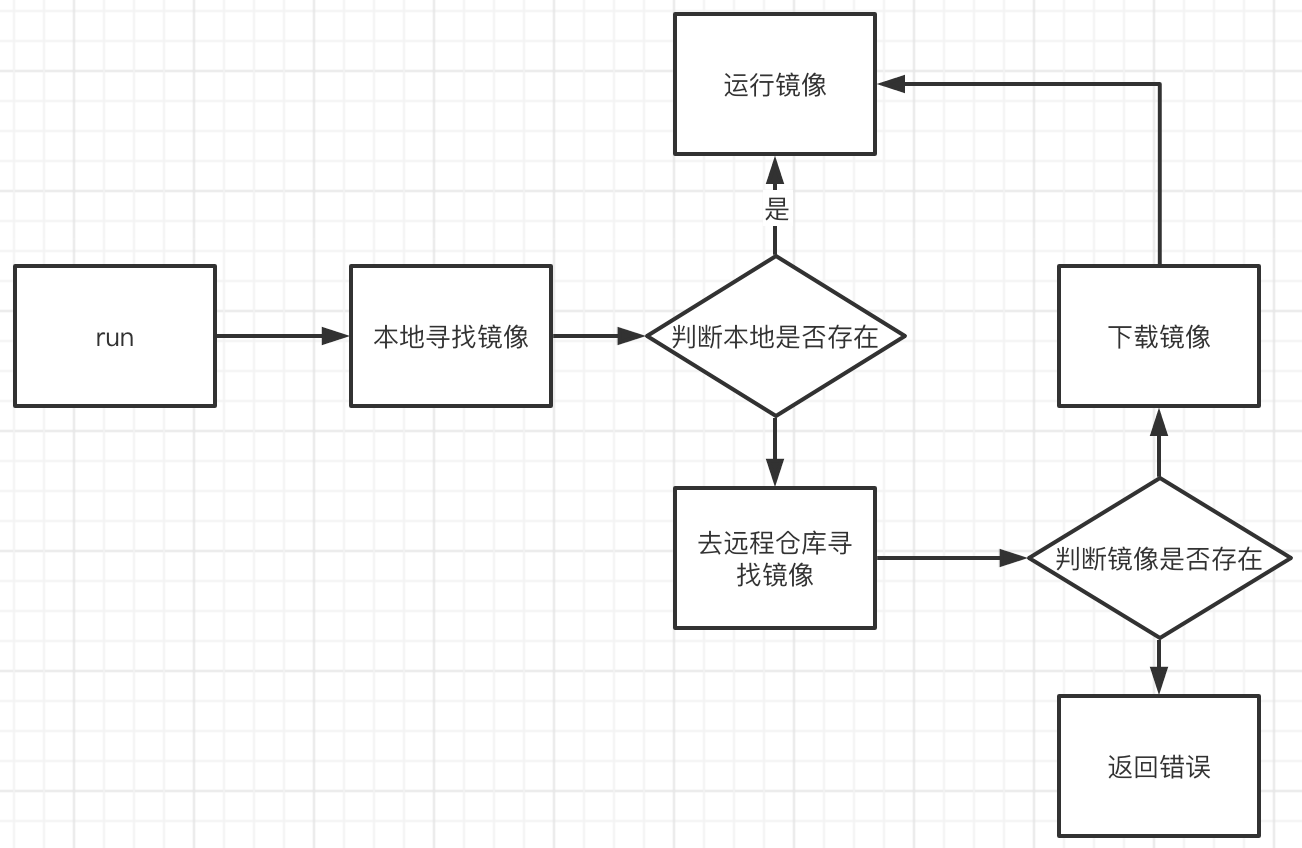 运行镜像
是
run
本地寻找镜像
判断本地是否存在
下载镜像
去远程仓库寻
找镜像
判断镜像是否存在
返回错误